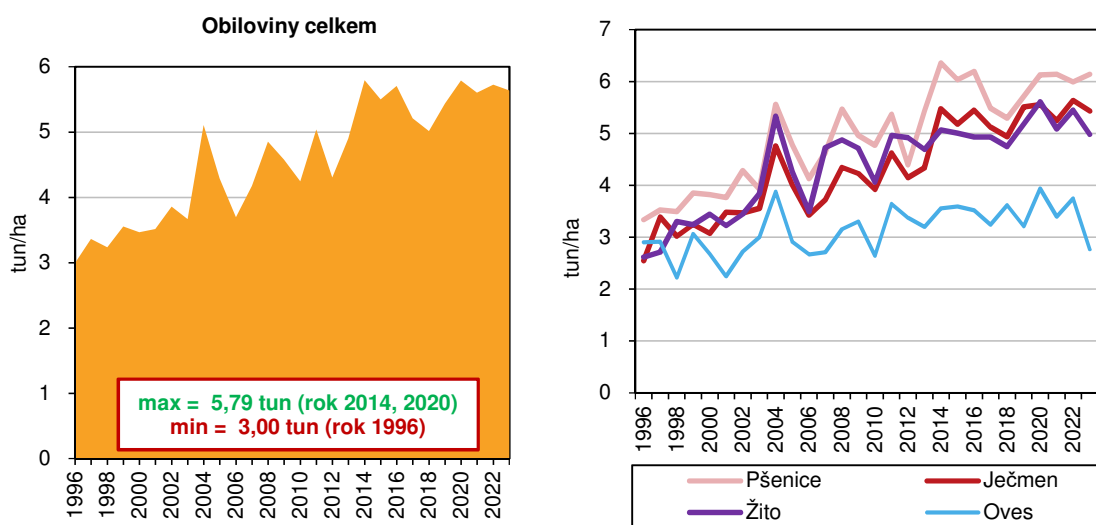 Obiloviny celkem
tun/ha
6
5
4
3
2
1
0
max = 5,79 tun (rok 2014, 2020)
min = 3,00 tun (rok 1996)
1996 1998 2000 2002 2004 2006 2008 2010 2012 2014 2016 2018 2020 2022
tun/ha
7
6
5
4
3
2
1
0
1996 1998 2000 2002 2004 2006 2008 2010 2012 2014 2016 2018 2020 2022
Pšenice Ječmen
Žito Oves